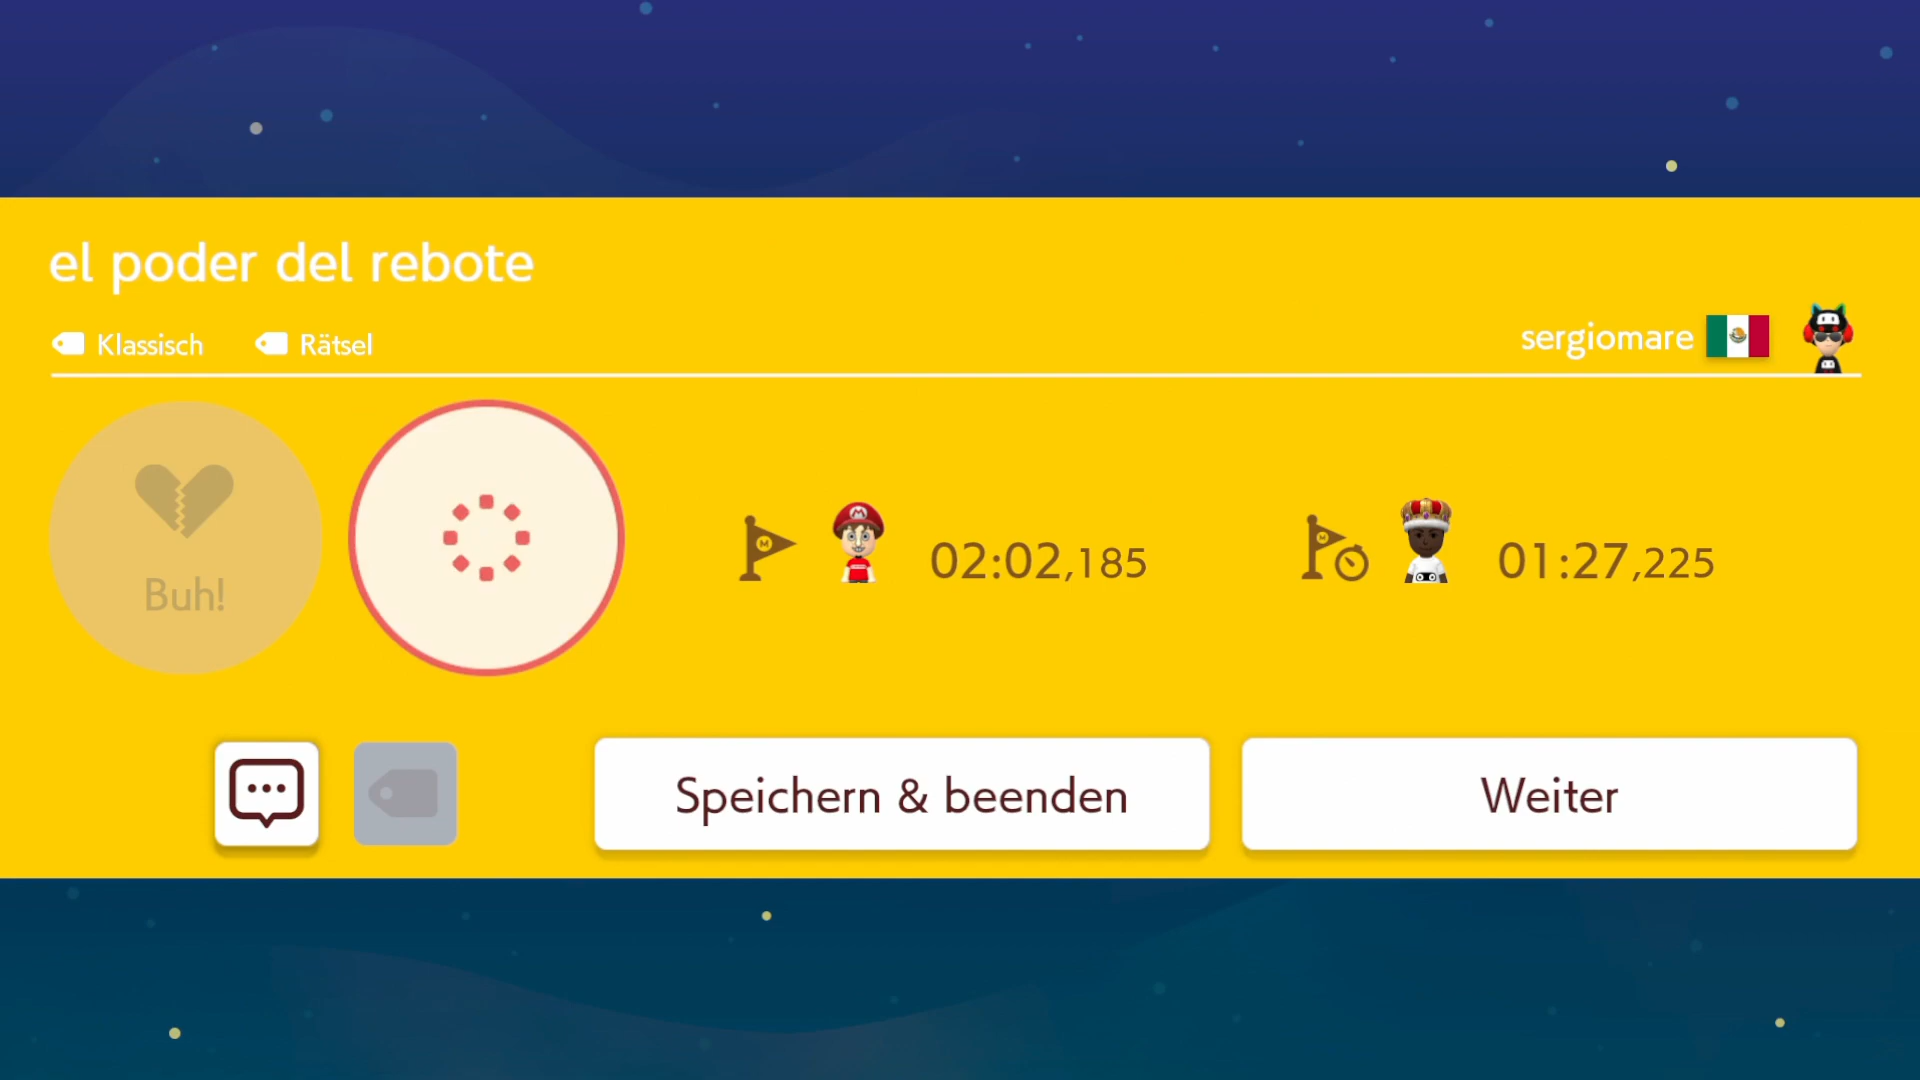 el poder del rebote
Klassisch Rätsel
sergiomare
Buh!
02:02,185
01:27,225
Speichern & beenden
Weiter